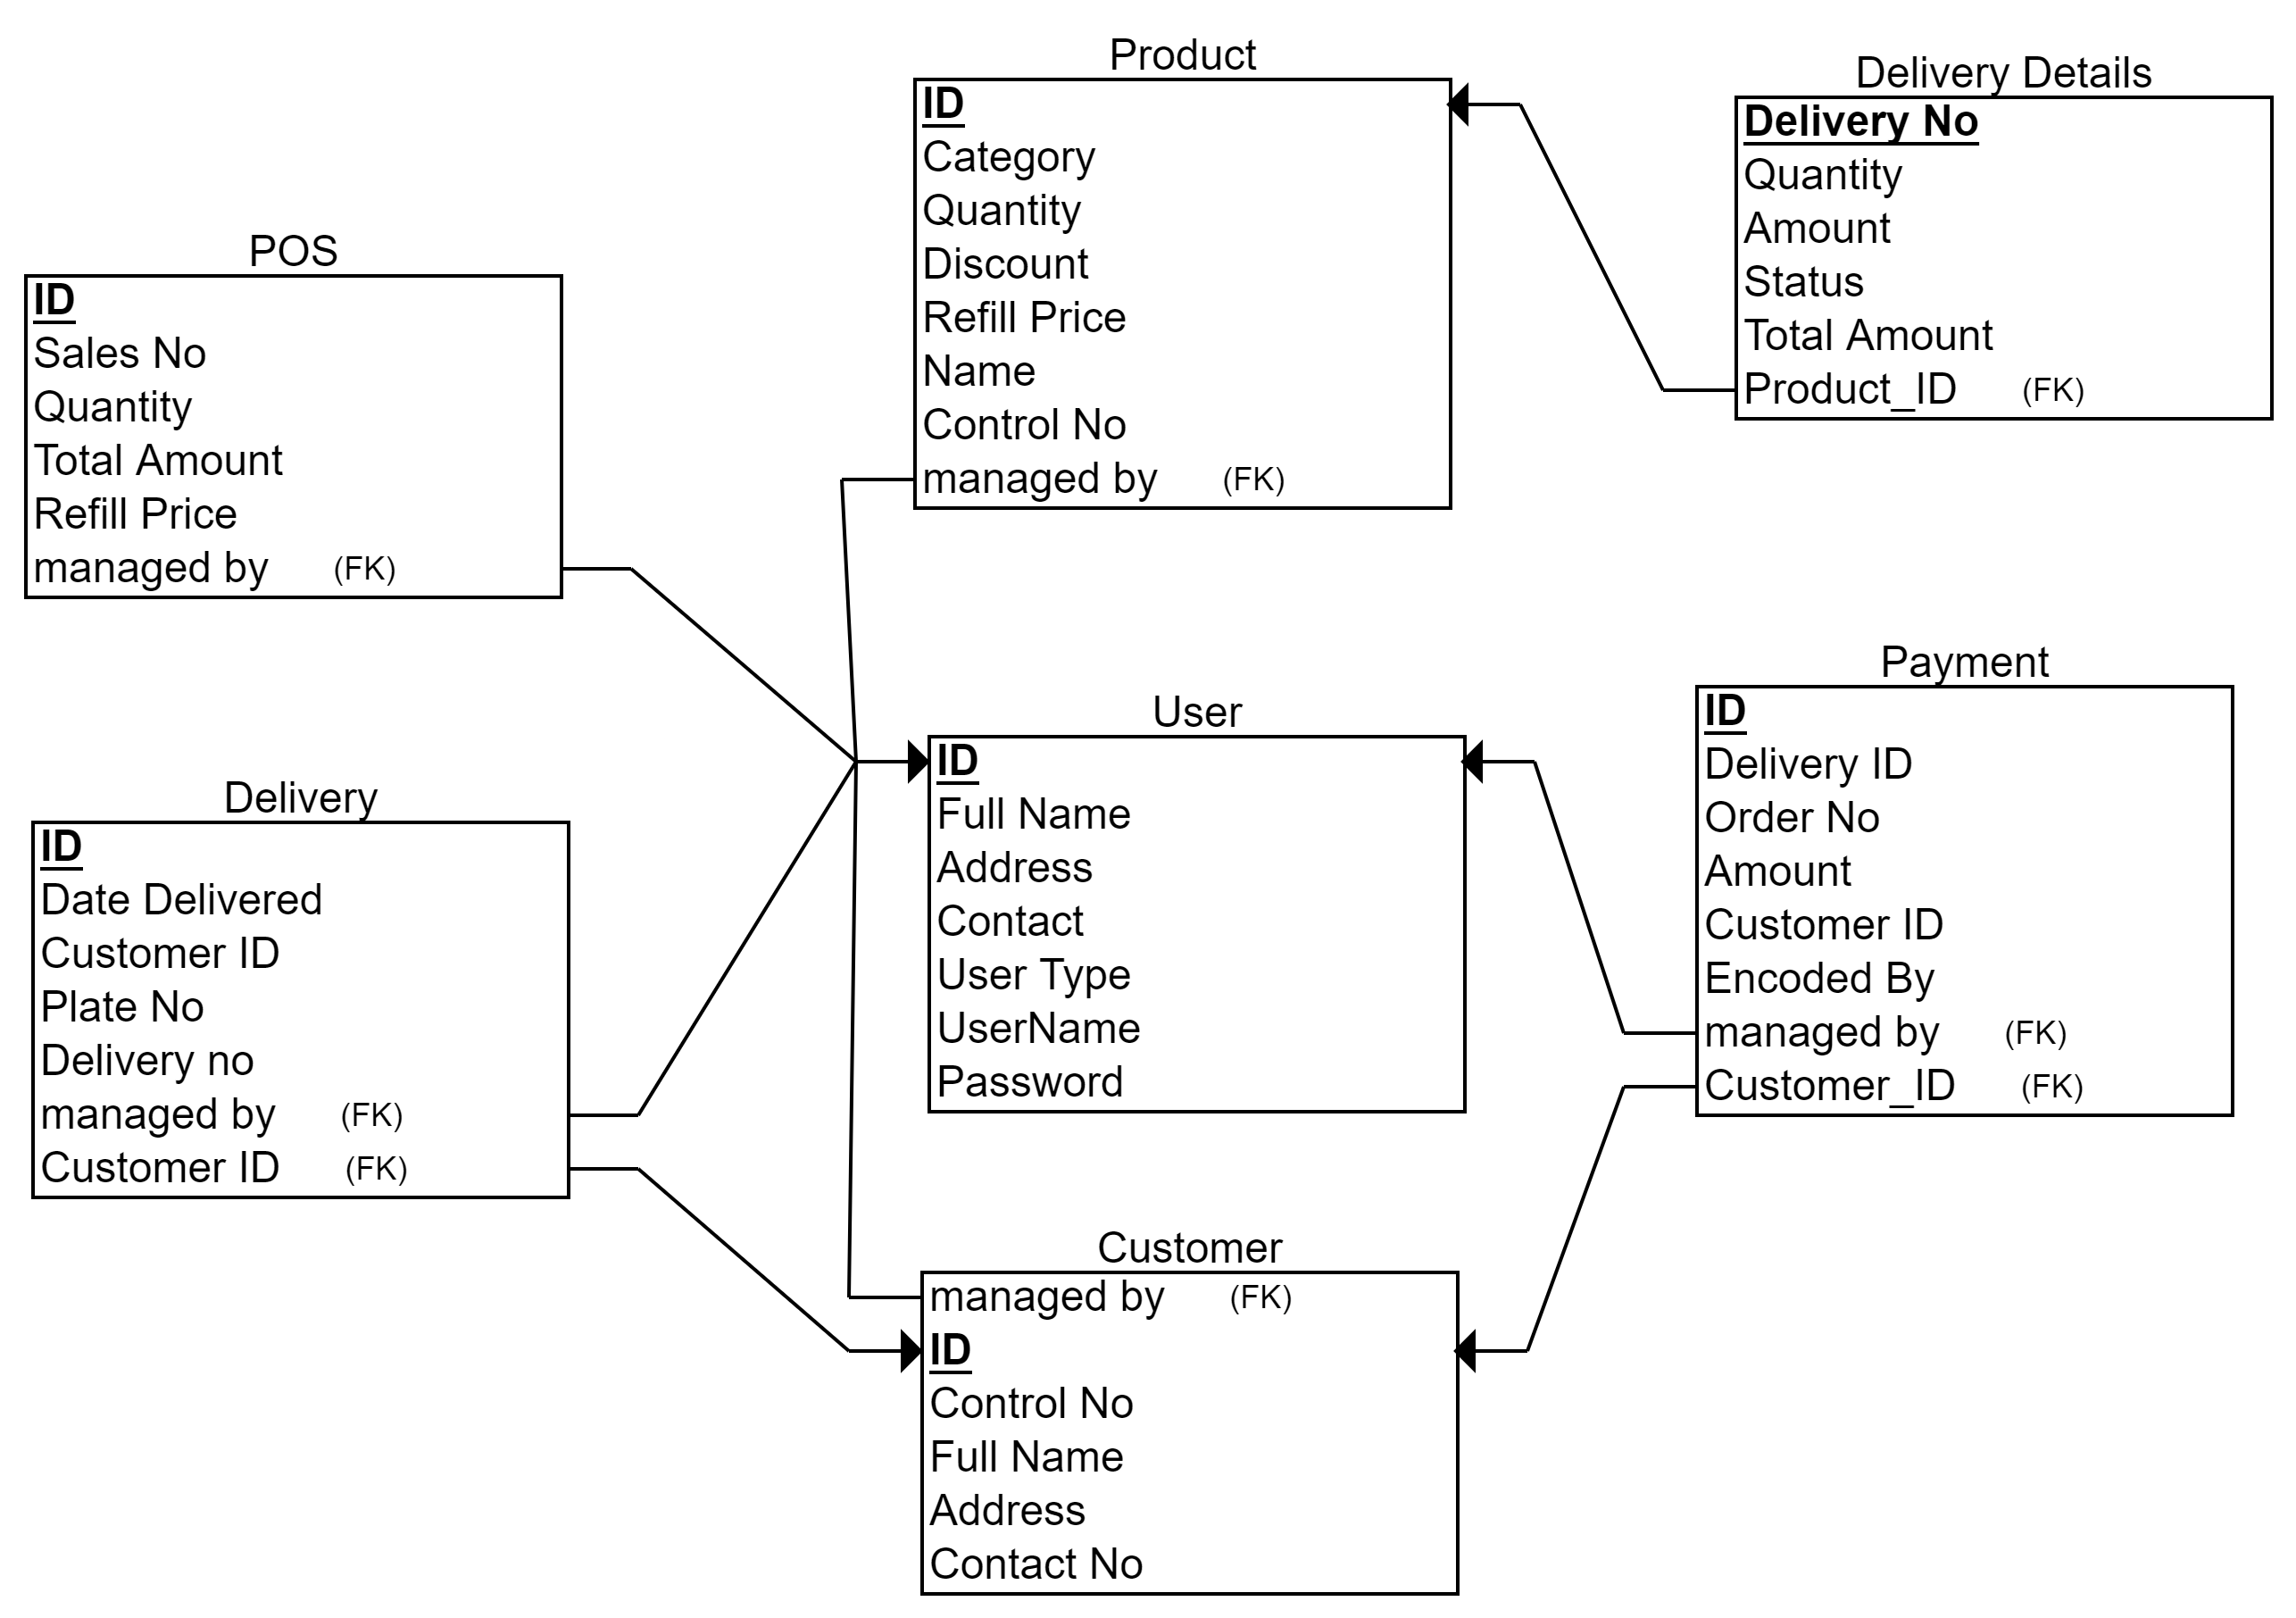 Product
ID
Category
Quantity
Discount
Refill Price
Name
Control No
managed by (FK)
Delivery Details
Delivery No
Quantity
Amount
Status
Total Amount
Product_ID (FK)
POS
ID
Sales No
Quantity
Total Amount
Refill Price
managed by (FK)
User
ID
Full Name
Address
Contact
User Type
UserName
Password
Payment
ID
Delivery ID
Order No
Amount
Customer ID
Encoded By
managed by (FK)
Customer_ID (FK)
Delivery
ID
Date Delivered
Customer ID
Plate No
Delivery no
managed by (FK)
Customer ID (FK)
Customer
managed by (FK)
ID
Control No
Full Name
Address
Contact No